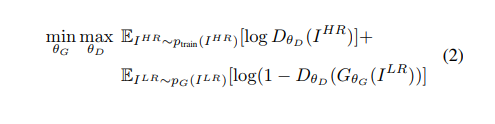 min max 𝔼_{I^{HR}∼p_{train}(I^{HR})}[log D_{θ_D}(I^{HR})]+
θ_G θ_D
𝔼_{I^{LR}∼p_G(I^{LR})}[log(1 − D_{θ_D}(G_{θ_G}(I^{LR}))]
(2)